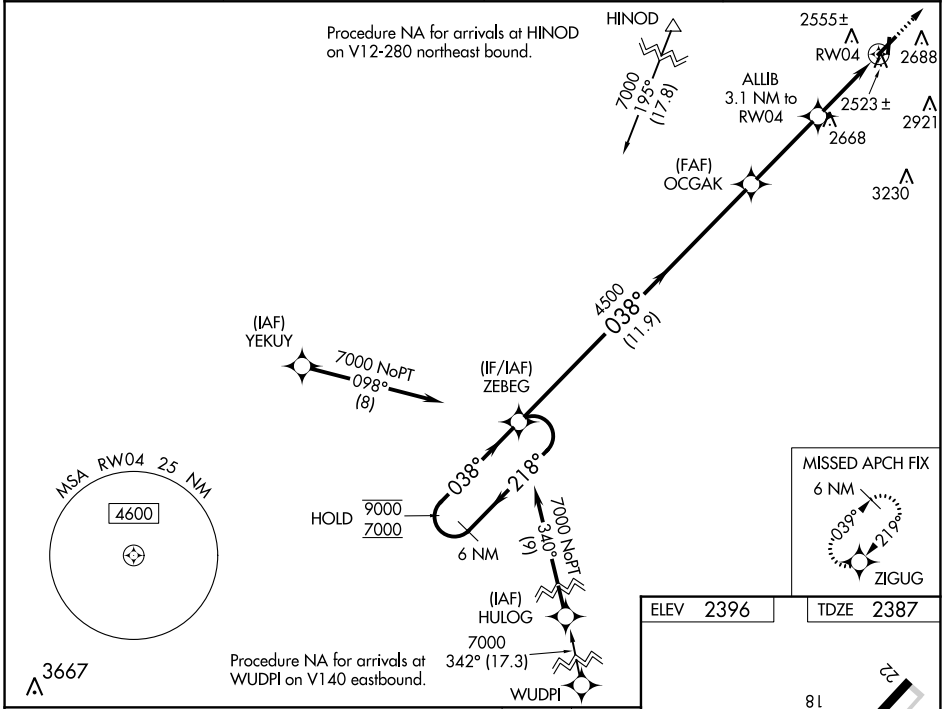 Procedure NA for arrivals at HINOD
on V12-280 northeast bound.
HINOD
7000
195°
(17.8)
2555±
RW04
2688
ALLIB
3.1 NM to
RW04
2523±
2921
2668
(FAF)
OCGAK
3230
4500
038°
(11.9)
(IAF)
YEKUY
7000 NoPT
098°
(8)
(IF/IAF)
ZEBEG
038°
218°
HOLD
9000
7000
6 NM
7000 NoPT
340°
(9)
MSA RW04 25 NM
4600
MISSED APCH FIX
6 NM
039°
219°
ZIGUG
(IAF)
HULOG
7000
342° (17.3)
WUDPI
Procedure NA for arrivals at
WUDPI on V140 eastbound.
3667
ELEV 2396
TDZE 2387
22
18